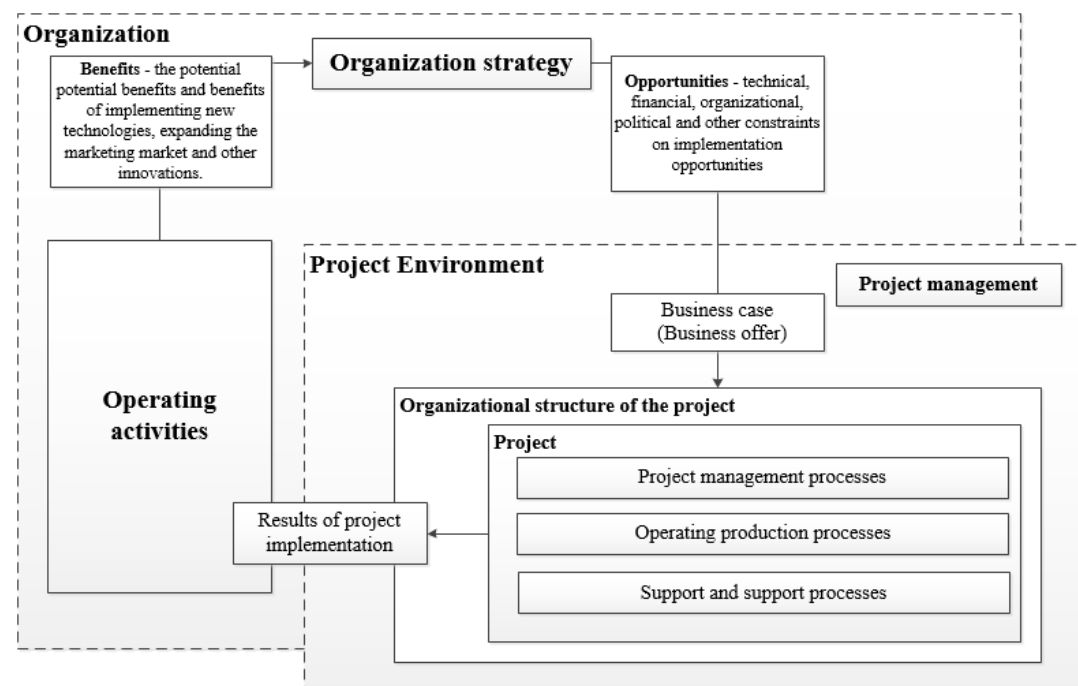 Organization
Benefits - the potential
potential benefits and benefits
of implementing new
technologies, expanding the
marketing market and other
innovations.
Organization strategy
Opportunities - technical,
financial, organizational,
political and other constraints
on implementation
opportunities
Project Environment
Project management
Business case
(Business offer)
Operating
activities
Organizational structure of the project
Project
Project management processes
Operating production processes
Support and support processes
Results of project
implementation